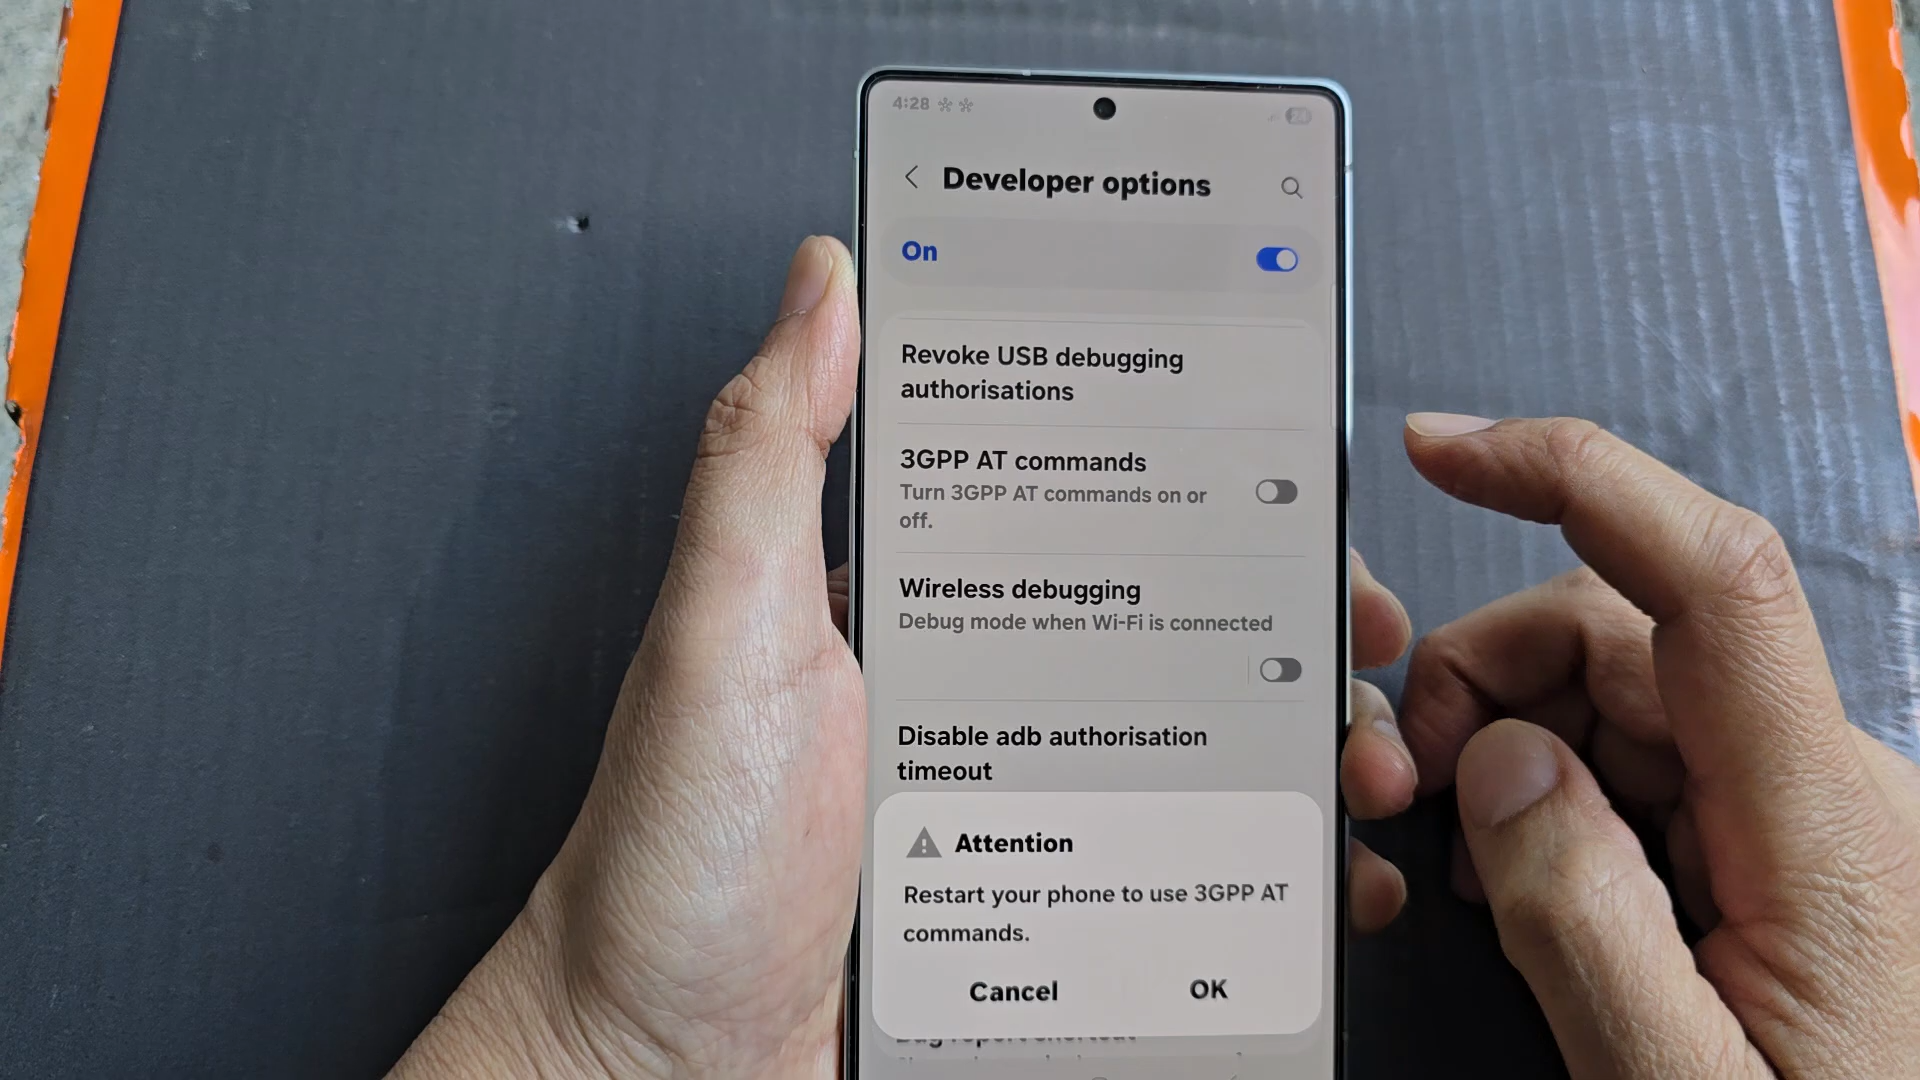 4:28
Developer options
On
Revoke USB debugging
authorisations
3GPP AT commands
Turn 3GPP AT commands on or
off.
Wireless debugging
Debug mode when Wi-Fi is connected
Disable adb authorisation
timeout
Attention
Restart your phone to use 3GPP AT
commands.
Cancel
OK